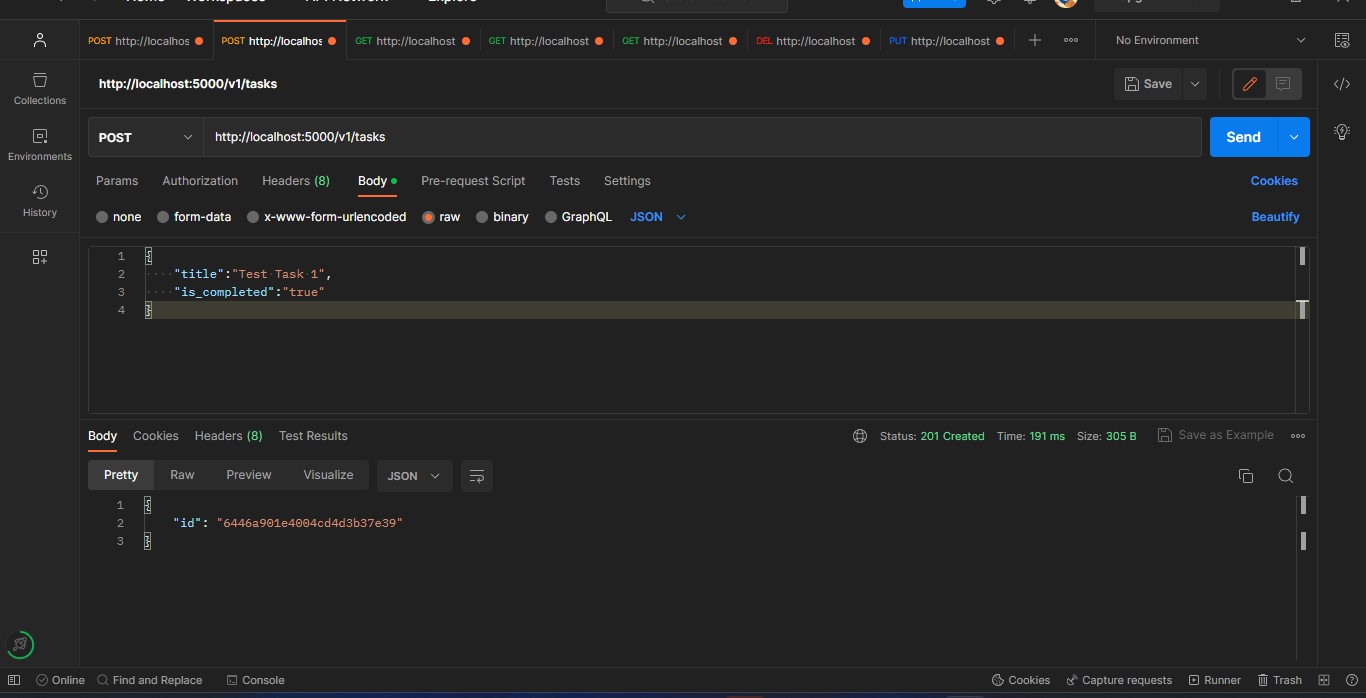 Home Workspaces API Network Explore
POST http://localhos POST http://localhos GET http://localhost GET http://localhost GET http://localhost DEL http://localhost PUT http://localhost No Environment
Collections
Environments
History
http://localhost:5000/v1/tasks Save
POST http://localhost:5000/v1/tasks Send
Params Authorization Headers (8) Body Pre-request Script Tests Settings Cookies
none form-data x-www-form-urlencoded raw binary GraphQL JSON Beautify
1 {
2 "title":"Test Task 1",
3 "is_completed":"true"
4 }
Body Cookies Headers (8) Test Results Status: 201 Created Time: 191 ms Size: 305 B Save as Example
Pretty Raw Preview Visualize JSON
1 {
2 "id": "6446a901e4004cd4d3b37e39"
3 }
Online Find and Replace Console Cookies Capture requests Runner Trash